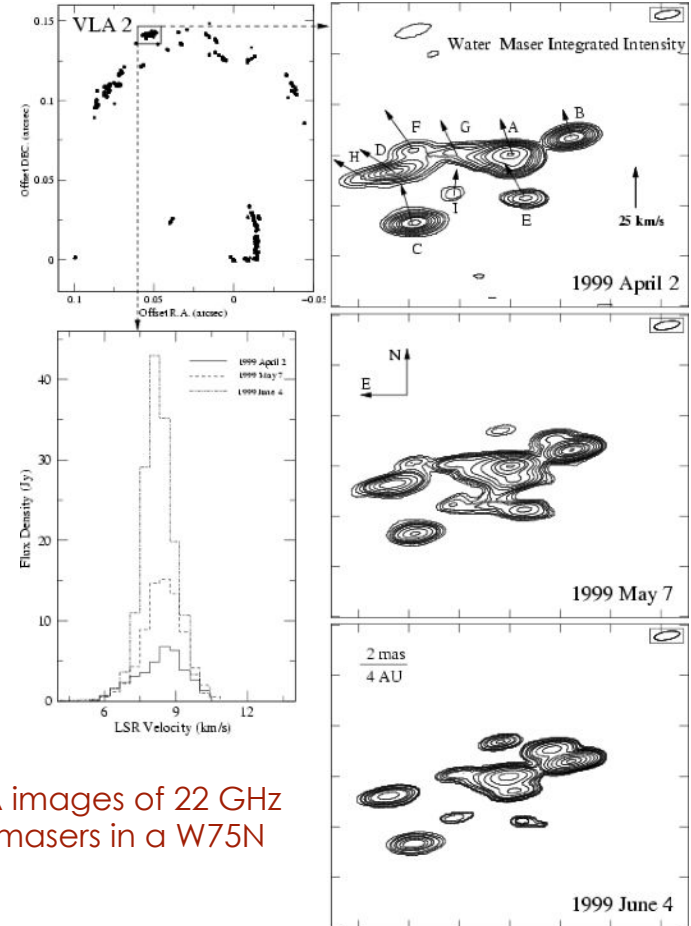 VLA 2
0.15
0.1
0.05
0
Offset DEC. (arcsec)
0.1
0.05
0
-0.05
Offset R.A. (arcsec)
Water Maser Integrated Intensity
F
G
A
B
H
D
I
E
C
25 km/s
1999 April 2
1999 April 2
1999 May 7
1999 June 4
40
30
20
10
0
Flux Density (Jy)
6
9
12
LSR Velocity (km/s)
N
E
1999 May 7
2 mas
4 AU
1999 June 4
A images of 22 GHz
masers in a W75N